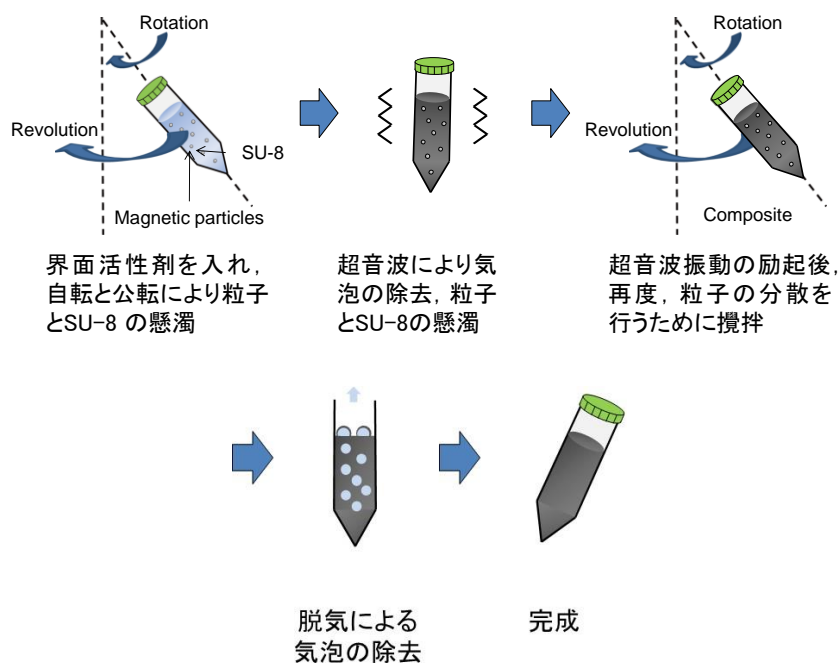 Rotation
Revolution
SU-8
Magnetic particles
界面活性剤を入れ,
自転と公転により粒子
とSU-8 の懸濁
超音波により気
泡の除去, 粒子
とSU-8の懸濁
Rotation
Revolution
Composite
超音波振動の励起後,
再度, 粒子の分散を
行うために攪拌
脱気による
気泡の除去
完成